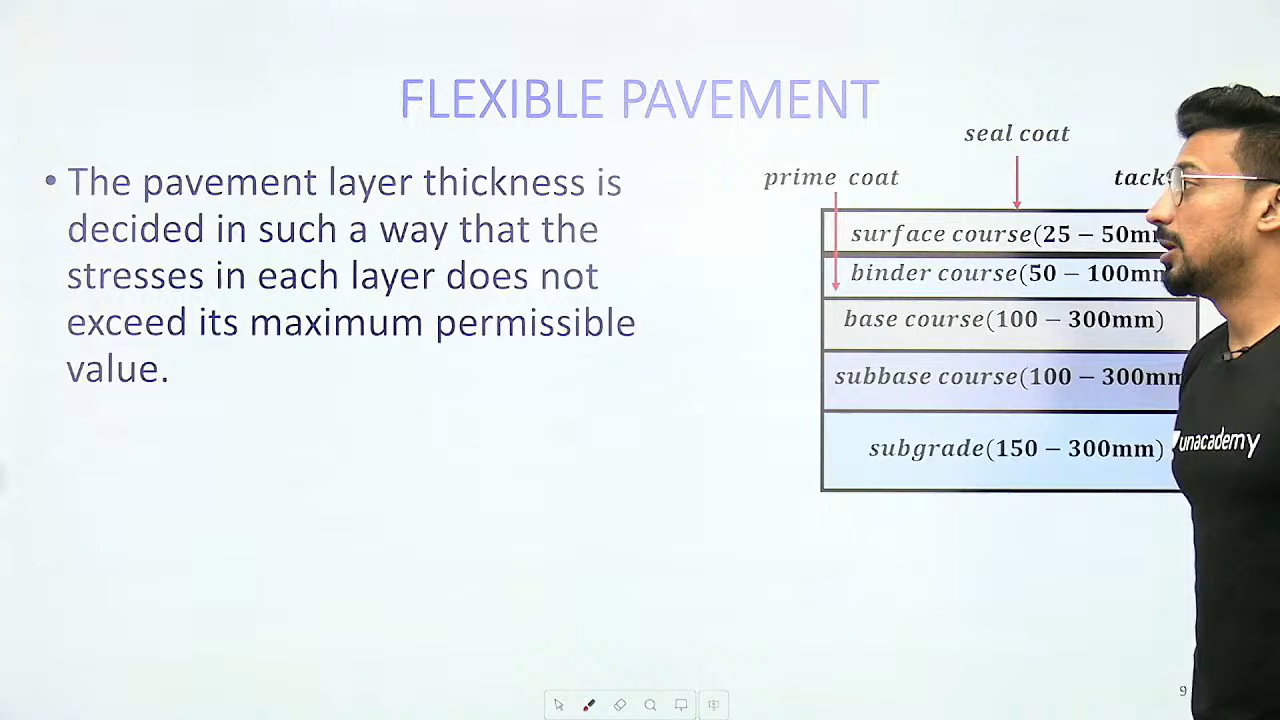 FLEXIBLE PAVEMENT
• The pavement layer thickness is
decided in such a way that the
stresses in each layer does not
exceed its maximum permissible
value.
seal coat
prime coat
tack
surface course(25 – 50m
binder course(50 – 100mm
base course(100 – 300mm)
subbase course(100 – 300mm
subgrade(150 – 300mm)
unacademy
9